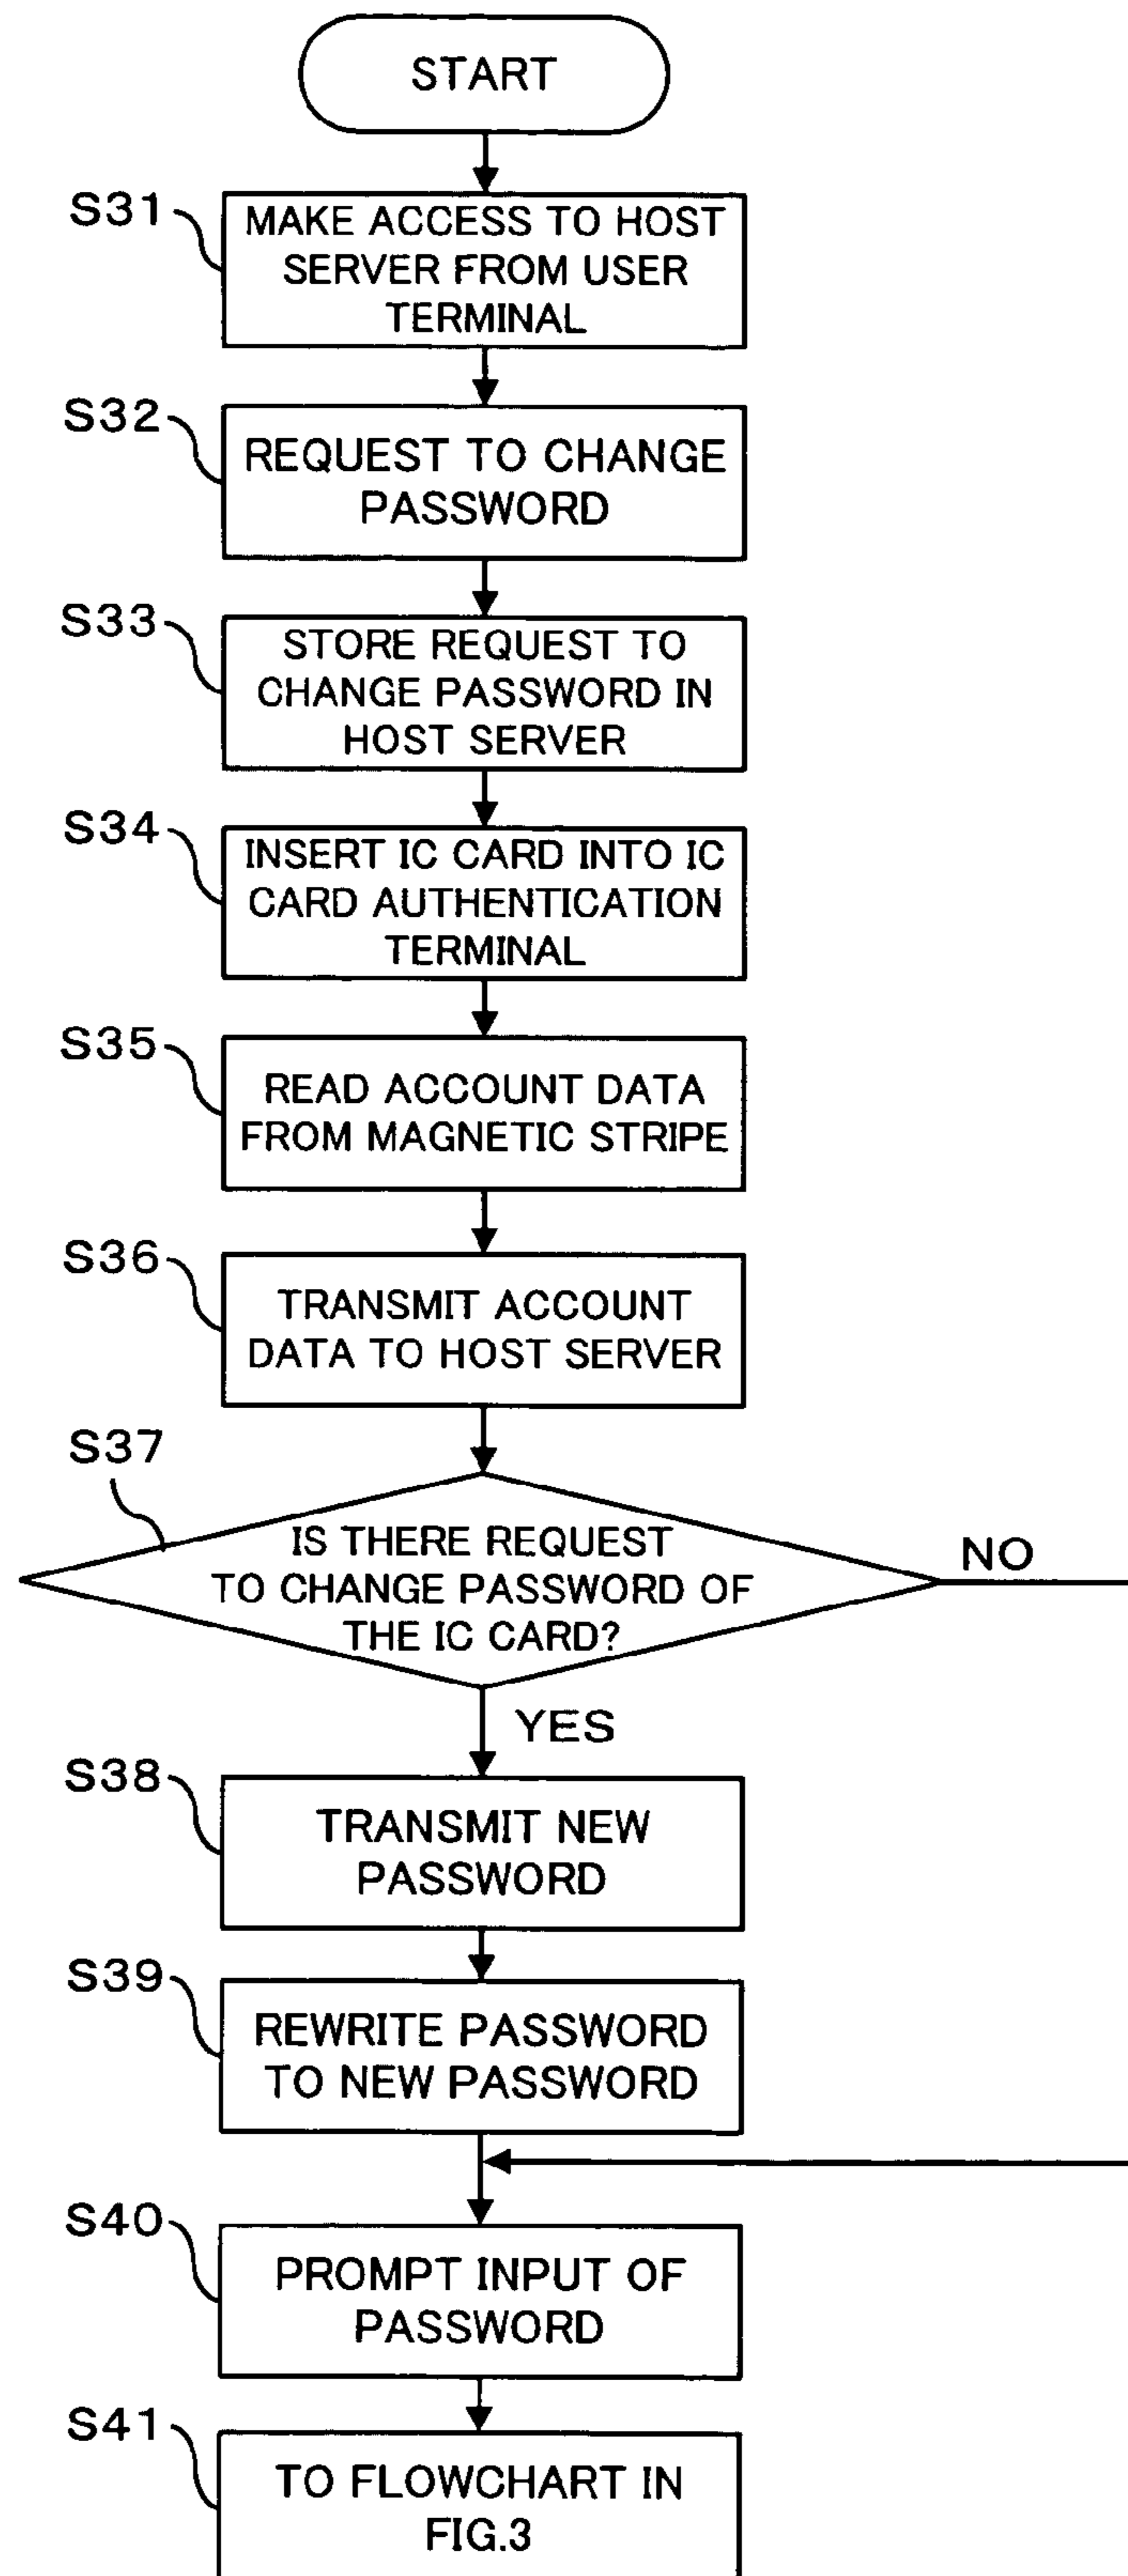 START
S31
MAKE ACCESS TO HOST
SERVER FROM USER
TERMINAL
S32
REQUEST TO CHANGE
PASSWORD
S33
STORE REQUEST TO
CHANGE PASSWORD IN
HOST SERVER
S34
INSERT IC CARD INTO IC
CARD AUTHENTICATION
TERMINAL
S35
READ ACCOUNT DATA
FROM MAGNETIC STRIPE
S36
TRANSMIT ACCOUNT
DATA TO HOST SERVER
S37
IS THERE REQUEST
TO CHANGE PASSWORD OF
THE IC CARD?
NO
YES
S38
TRANSMIT NEW
PASSWORD
S39
REWRITE PASSWORD
TO NEW PASSWORD
S40
PROMPT INPUT OF
PASSWORD
S41
TO FLOWCHART IN
FIG.3